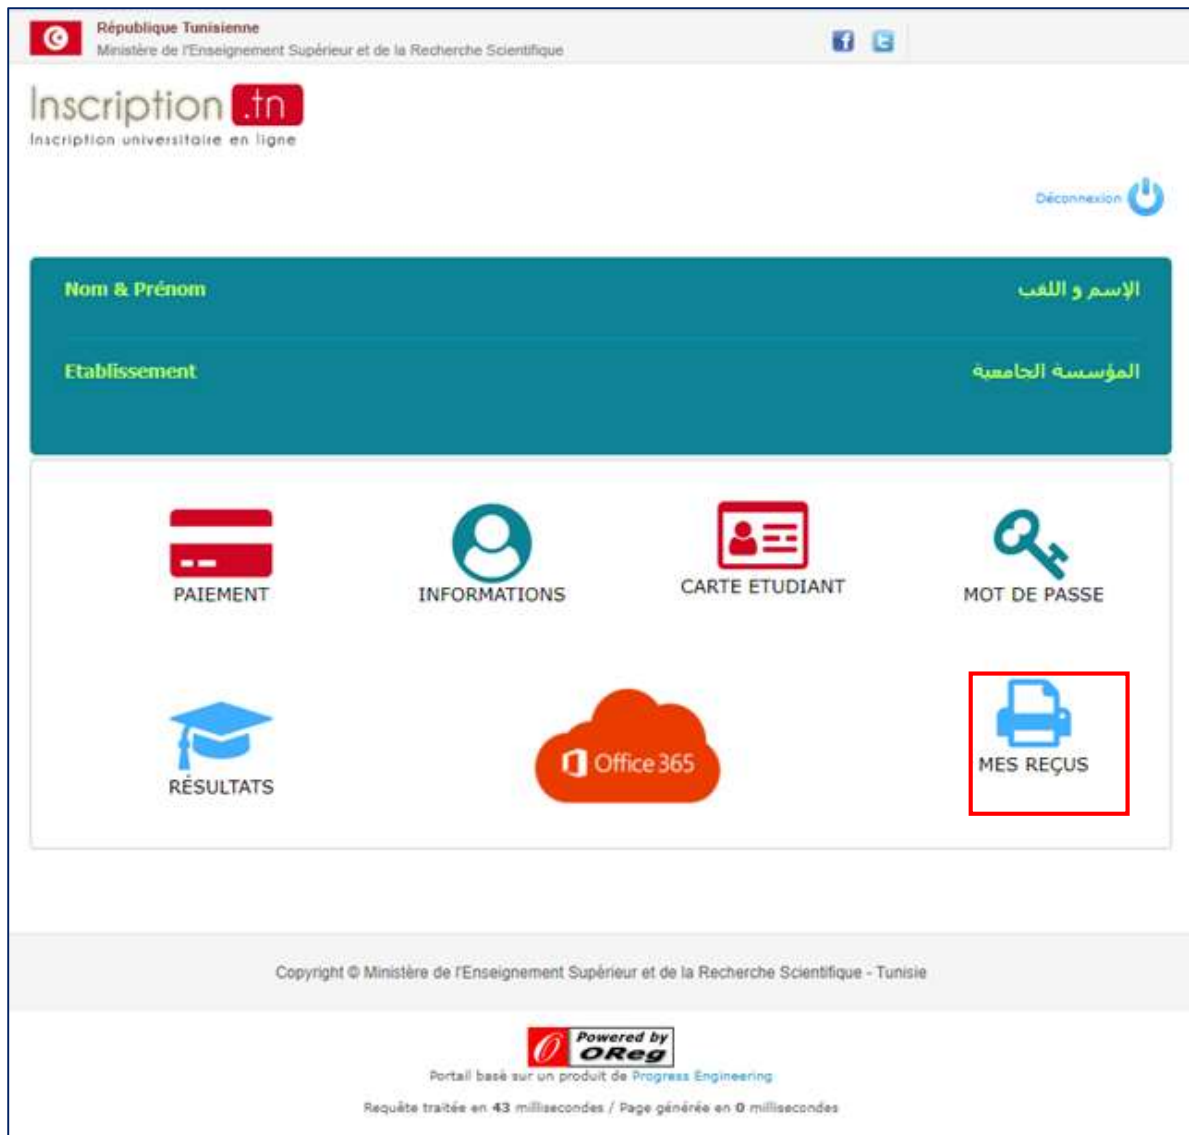 République Tunisienne
Ministère de l'Enseignement Supérieur et de la Recherche Scientifique
Inscription .tn
Inscription universitaire en ligne
Déconnexion
Nom & Prénom الإسم و اللقب
Etablissement المؤسسة الجامعية
PAIEMENT INFORMATIONS CARTE ETUDIANT MOT DE PASSE
Office 365
RÉSULTATS MES REÇUS
Copyright © Ministère de l'Enseignement Supérieur et de la Recherche Scientifique - Tunisie
Powered by
OReg
Portail basé sur un produit de Progress Engineering
Requête traitée en 43 millisecondes / Page générée en 0 millisecondes